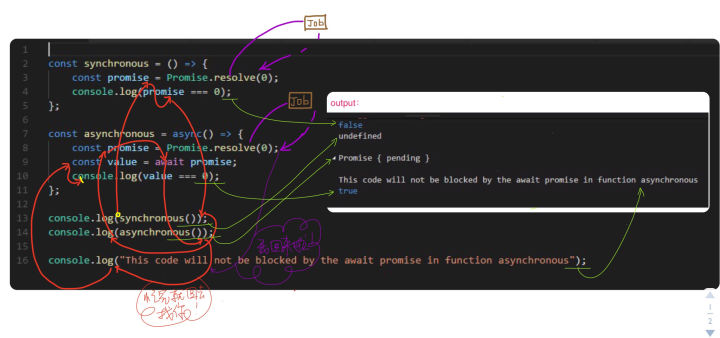 Job
1
2 const synchronous = () => {
3 const promise = Promise.resolve(0);
4 console.log(promise === 0);
5 };
6
7 const asynchronous = async() => {
8 const promise = Promise.resolve(0);
9 const value = await promise;
10 console.log(value === 0);
11 };
12
13 console.log(synchronous());
14 console.log(asynchronous());
15
16 console.log("This code will not be blocked by the await promise in function asynchronous");
Job
output:
false
undefined
Promise { pending }
This code will not be blocked by the await promise in function asynchronous
true
1
2